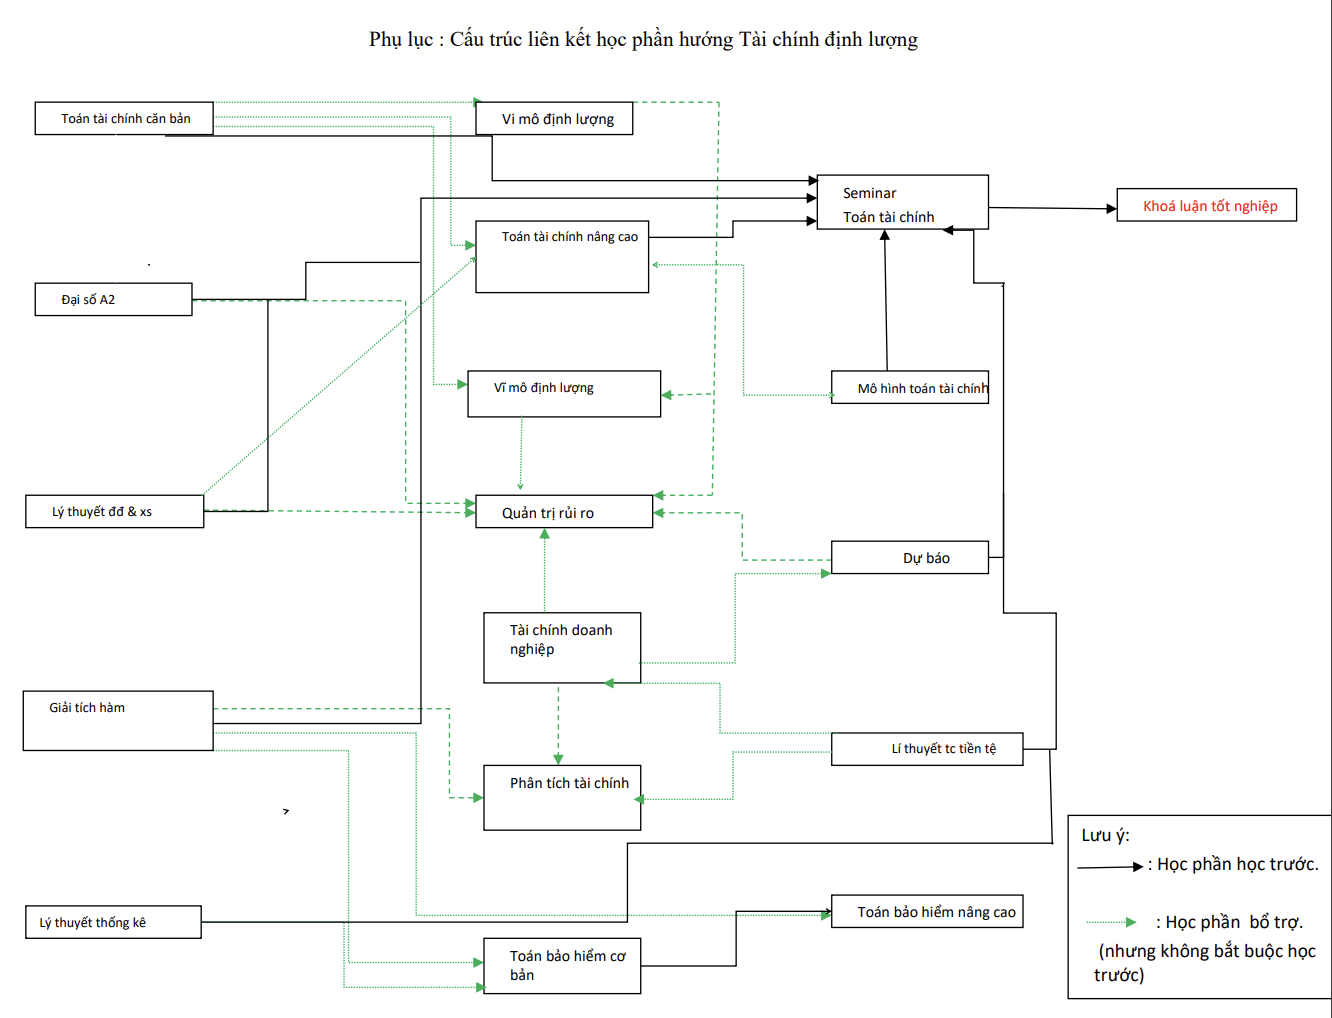 Phụ lục : Cấu trúc liên kết học phần hướng Tài chính định lượng
Toán tài chính căn bản
Vi mô định lượng
Seminar
Toán tài chính
Khoá luận tốt nghiệp
Toán tài chính nâng cao
Đại số A2
Vĩ mô định lượng
Mô hình toán tài chính
Lý thuyết đđ & xs
Quản trị rủi ro
Dự báo
Tài chính doanh
nghiệp
Giải tích hàm
Lí thuyết tc tiền tệ
Phân tích tài chính
Lưu ý:
: Học phần học trước.
: Học phần bổ trợ.
(nhưng không bắt buộc học
trước)
Lý thuyết thống kê
Toán bảo hiểm nâng cao
Toán bảo hiểm cơ
bản